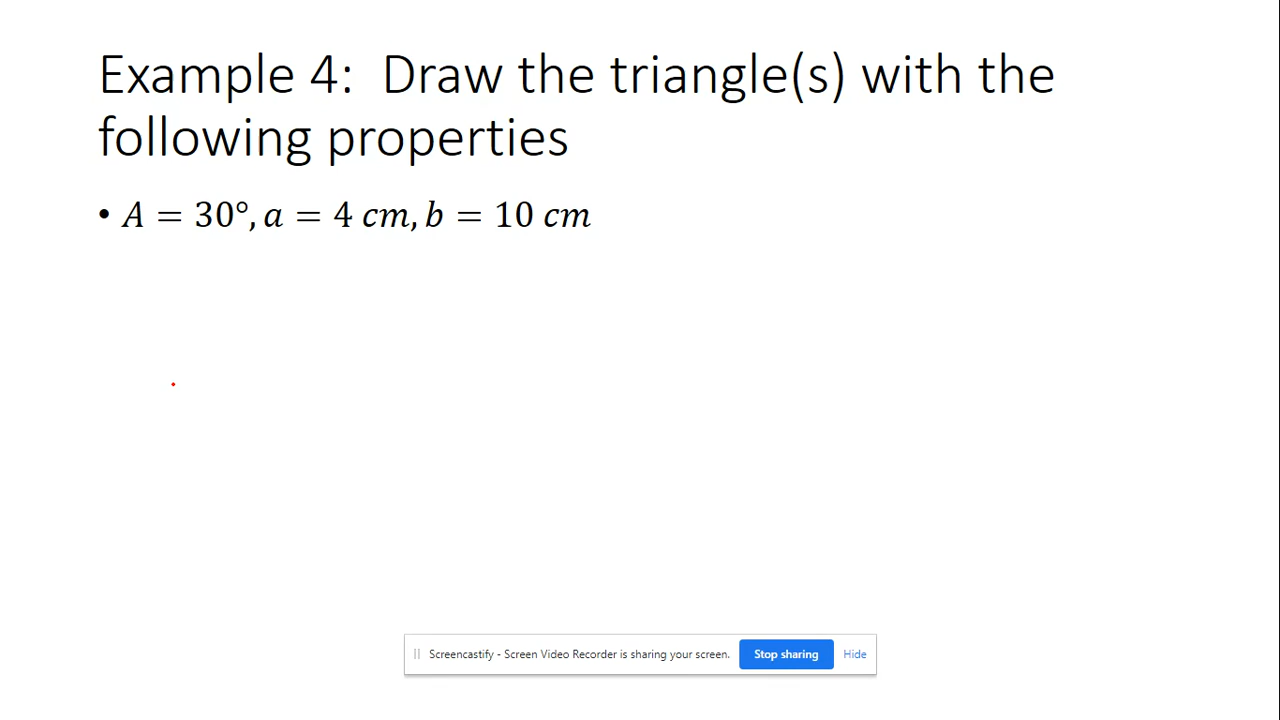 Example 4:  Draw the triangle(s) with the
following properties
• A = 30°, a = 4 cm, b = 10 cm
Screencastify - Screen Video Recorder is sharing your screen. Stop sharing Hide